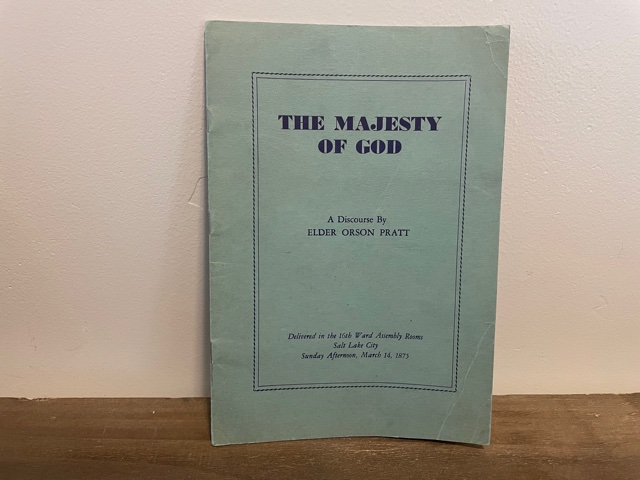 THE MAJESTY
OF GOD
A Discourse By
ELDER ORSON PRATT
Delivered in the 16th Ward Assembly Rooms
Salt Lake City
Sunday Afternoon, March 14, 1875